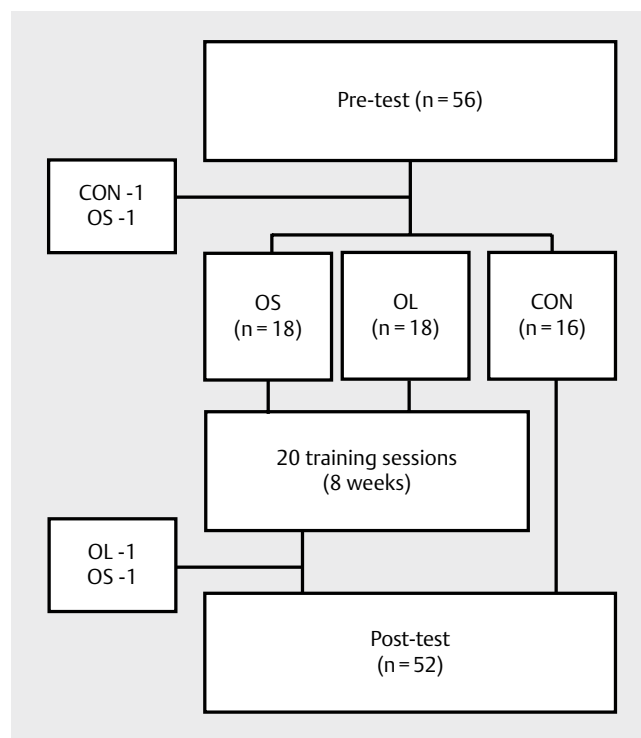 Pre-test (n = 56)
CON -1
OS -1
OS
(n = 18)
OL
(n = 18)
CON
(n = 16)
20 training sessions
(8 weeks)
OL -1
OS -1
Post-test
(n = 52)